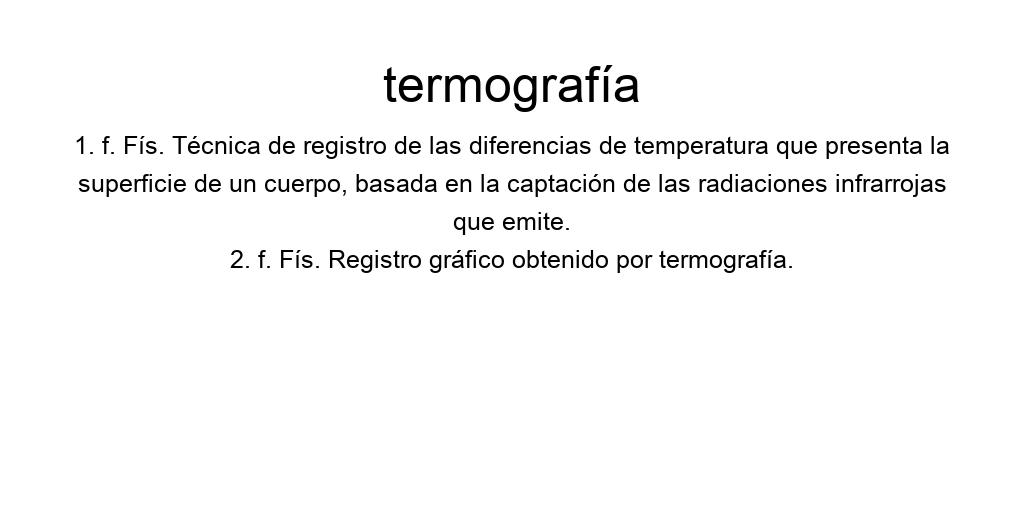 termografía
1. f. Fís. Técnica de registro de las diferencias de temperatura que presenta la
superficie de un cuerpo, basada en la captación de las radiaciones infrarrojas
que emite.
2. f. Fís. Registro gráfico obtenido por termografía.